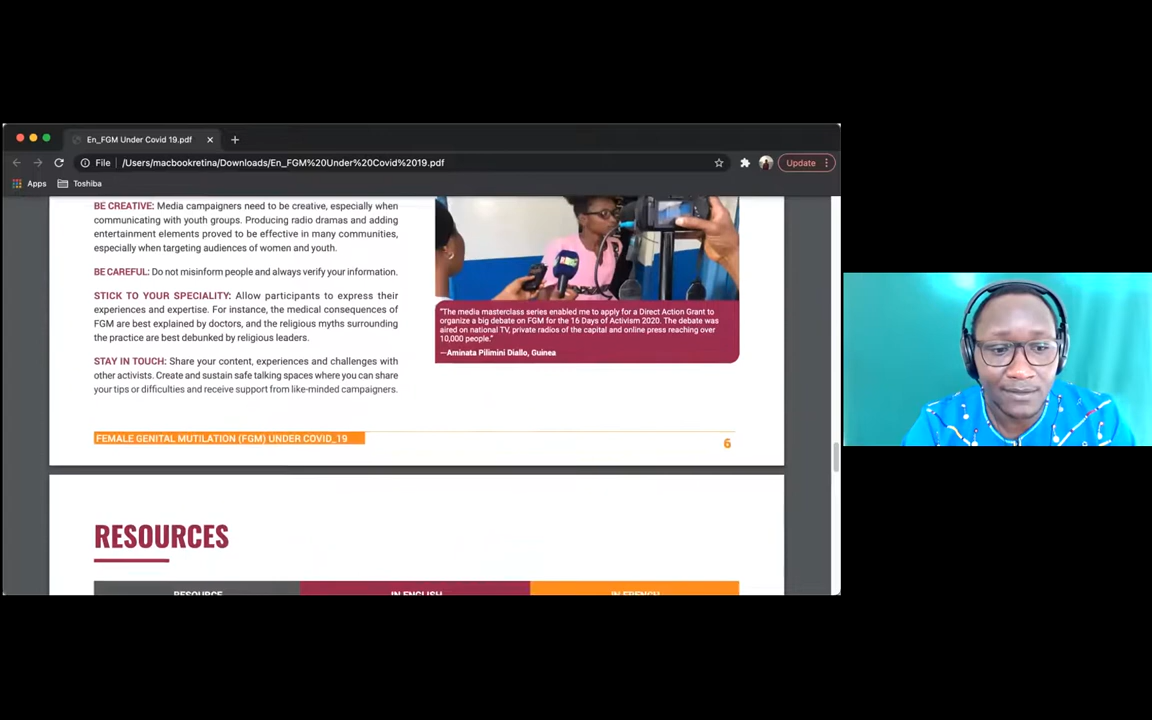 En_FGM Under Covid 19.pdf
File /Users/macbookretina/Downloads/En_FGM%20Under%20Covid%2019.pdf
Update
Apps
Toshiba
BE CREATIVE: Media campaigners need to be creative, especially when
communicating with youth groups. Producing radio dramas and adding
entertainment elements proved to be effective in many communities,
especially when targeting audiences of women and youth.
BE CAREFUL: Do not misinform people and always verify your information.
STICK TO YOUR SPECIALITY: Allow participants to express their
experiences and expertise. For instance, the medical consequences of
FGM are best explained by doctors, and the religious myths surrounding
the practice are best debunked by religious leaders.
STAY IN TOUCH: Share your content, experiences and challenges with
other activists. Create and sustain safe talking spaces where you can share
your tips or difficulties and receive support from like-minded campaigners.
"The media masterclass series enabled me to apply for a Direct Action Grant to
organize a big debate on FGM for the 16 Days of Activism 2020. The debate was
aired on national TV, private radios of the capital and online press reaching over
10,000 people."
—Aminata Pilimini Diallo, Guinea
FEMALE GENITAL MUTILATION (FGM) UNDER COVID_19
6
RESOURCES
RESOURCE
IN ENGLISH
IN FRENCH